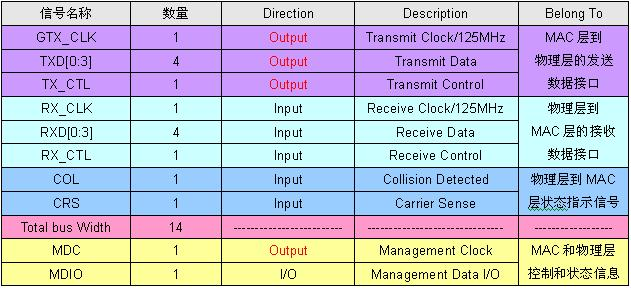 信号名称 数量 Direction Description Belong To
GTX_CLK 1 Output Transmit Clock/125MHz MAC 层到
TXD[0:3] 4 Output Transmit Data 物理层的发送
TX_CTL 1 Output Transmit Control 数据接口
RX_CLK 1 Input Receive Clock/125MHz 物理层到
RXD[0:3] 4 Input Receive Data MAC 层的接收
RX_CTL 1 Input Receive Control 数据接口
COL 1 Input Collision Detected 物理层到 MAC
CRS 1 Input Carrier Sense 层状态指示信号
Total bus Width 14 ------------------------- ------------------------------- ------------------
MDC 1 Output Management Clock MAC 和物理层
MDIO 1 I/O Management Data I/O 控制和状态信息